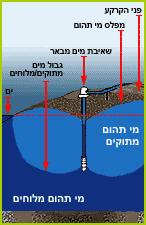 פני הקרקע
מפלס מי תהום
שאיבת מים מבאר
גבול מים
מתוקים/מלוחים
ים
מי תהום
מתוקים
מי תהום מלוחים